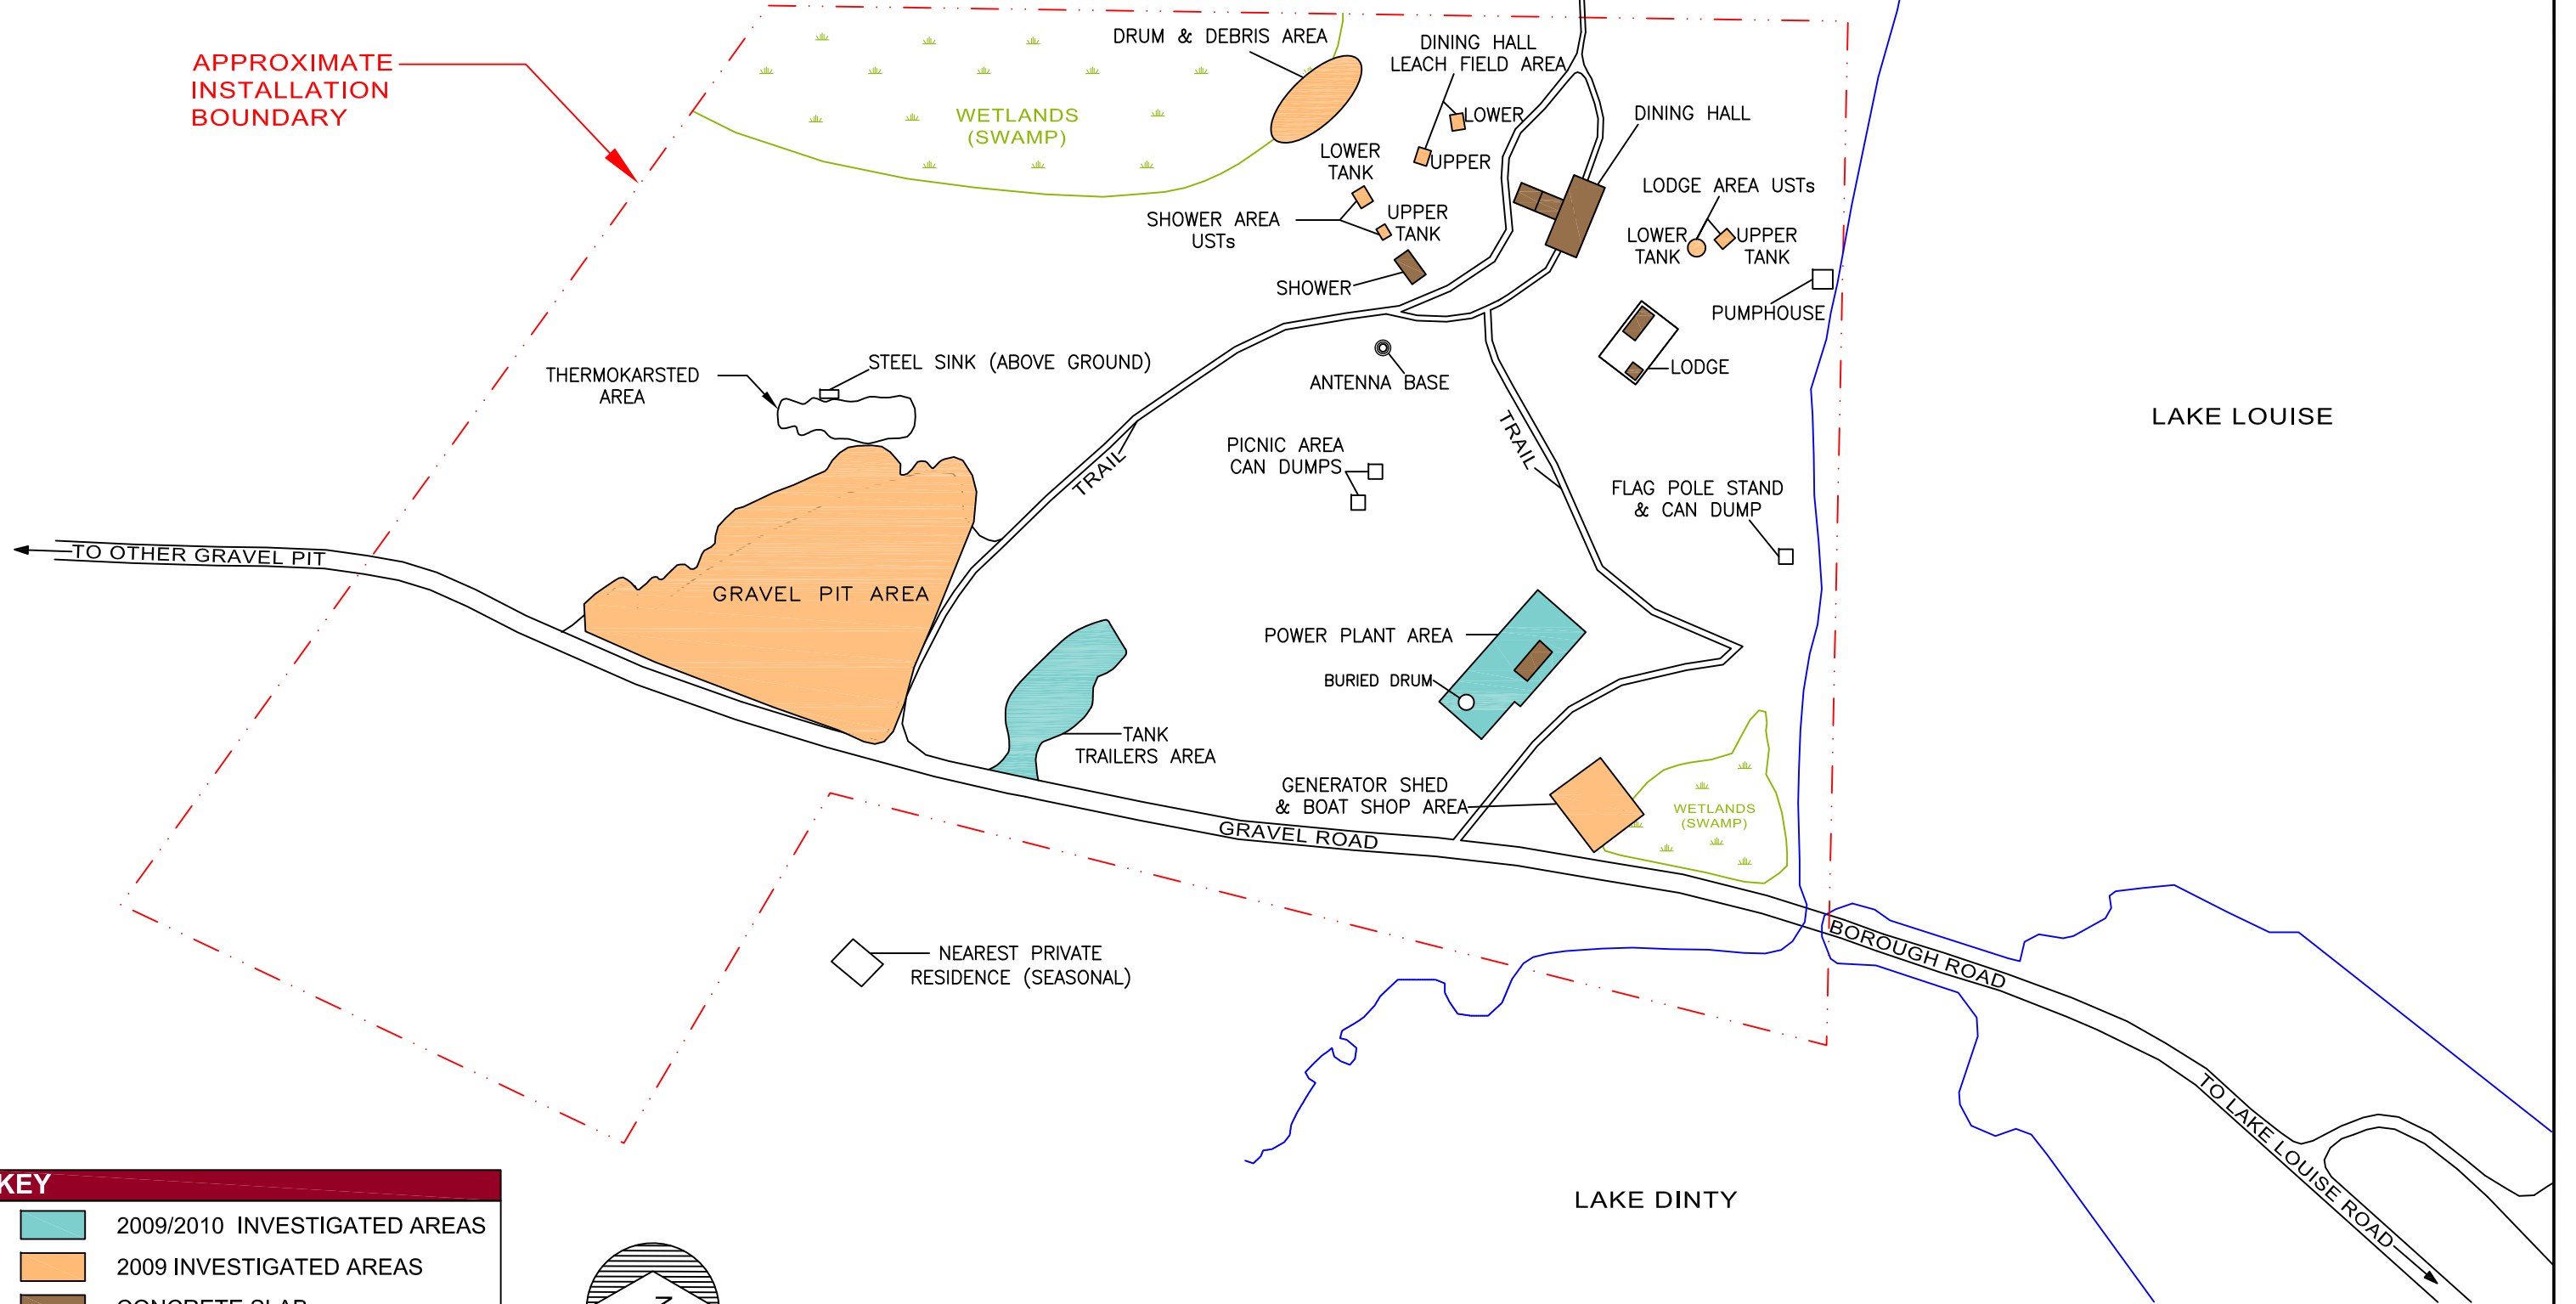 APPROXIMATE
INSTALLATION
BOUNDARY
DRUM & DEBRIS AREA
DINING HALL
LEACH FIELD AREA
LOWER
UPPER
DINING HALL
WETLANDS
(SWAMP)
LOWER
TANK
UPPER
TANK
SHOWER AREA
USTs
SHOWER
LODGE AREA USTs
LOWER
TANK
UPPER
TANK
PUMPHOUSE
LODGE
ANTENNA BASE
STEEL SINK (ABOVE GROUND)
THERMOKARSTED
AREA
LAKE LOUISE
TRAIL
TRAIL
PICNIC AREA
CAN DUMPS
FLAG POLE STAND
& CAN DUMP
TO OTHER GRAVEL PIT
GRAVEL PIT AREA
POWER PLANT AREA
BURIED DRUM
TANK
TRAILERS AREA
GENERATOR SHED
& BOAT SHOP AREA
WETLANDS
(SWAMP)
GRAVEL ROAD
BOROUGH ROAD
NEAREST PRIVATE
RESIDENCE (SEASONAL)
TO LAKE LOUISE ROAD
LAKE DINTY
KEY
2009/2010 INVESTIGATED AREAS
2009 INVESTIGATED AREAS
CONCRETE SLAB
N